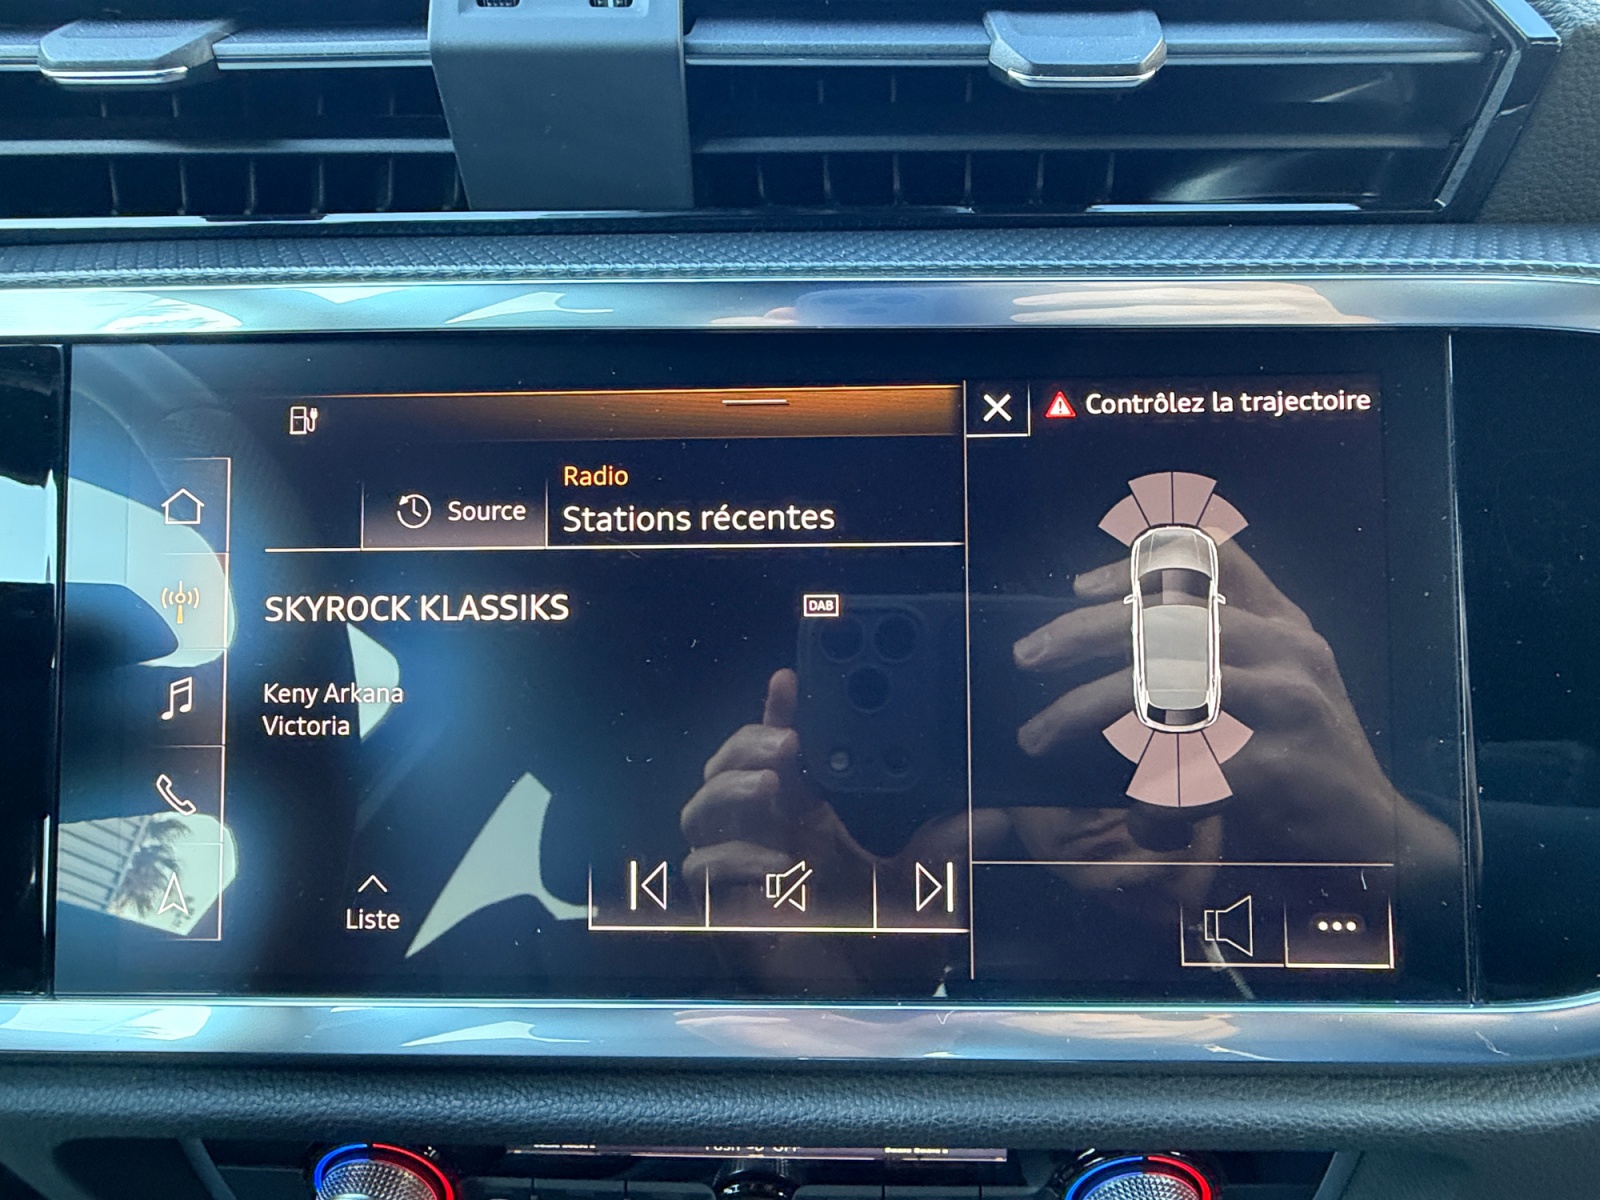 Contrôlez la trajectoire
Radio
Source
Stations récentes
SKYROCK KLASSIKS
DAB
Keny Arkana
Victoria
Liste